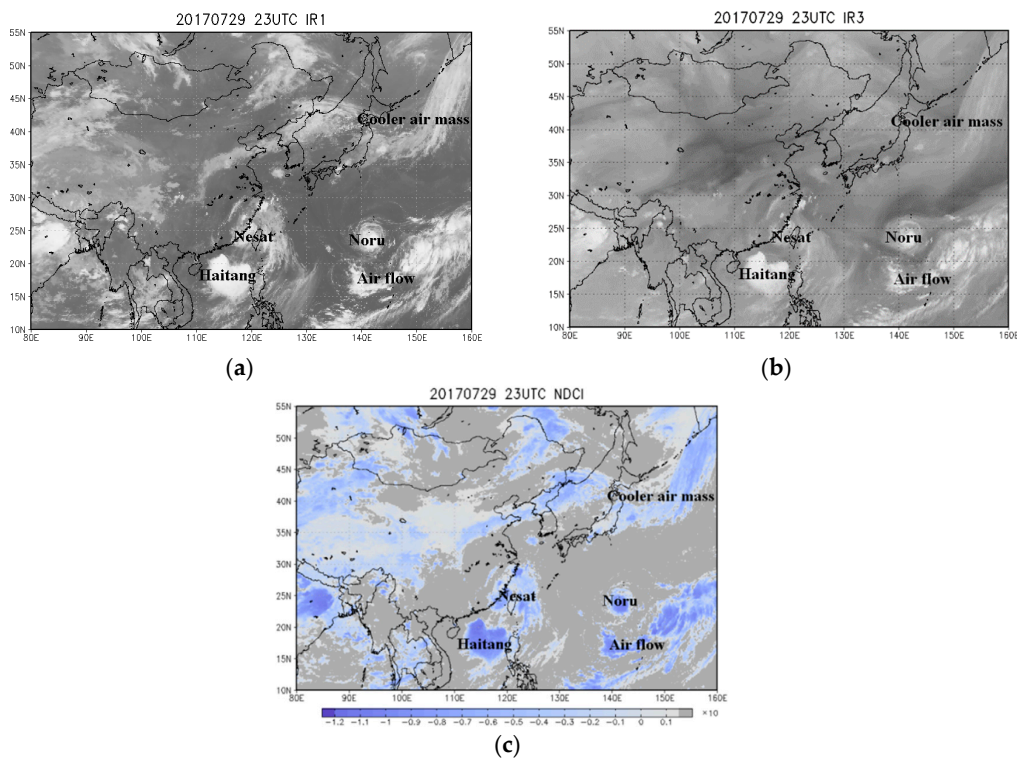 20170729 23UTC IR1
20170729 23UTC IR3
55N
50N
45N
40N
35N
30N
25N
20N
15N
10N
80E 90E 100E 110E 120E 130E 140E 150E 160E
Cooler air mass
Nesat
Noru
Haitang
Air flow
55N
50N
45N
40N
35N
30N
25N
20N
15N
10N
80E 90E 100E 110E 120E 130E 140E 150E 160E
Cooler air mass
Nesat
Noru
Haitang
Air flow
(a)
(b)
20170729 23UTC NDCI
55N
50N
45N
40N
35N
30N
25N
20N
15N
10N
80E 90E 100E 110E 120E 130E 140E 150E 160E
Cooler air mass
Nesat
Noru
Haitang
Air flow
×10
-1.2 -1.1 -1 -0.9 -0.8 -0.7 -0.6 -0.5 -0.4 -0.3 -0.2 -0.1 0 0.1
(c)